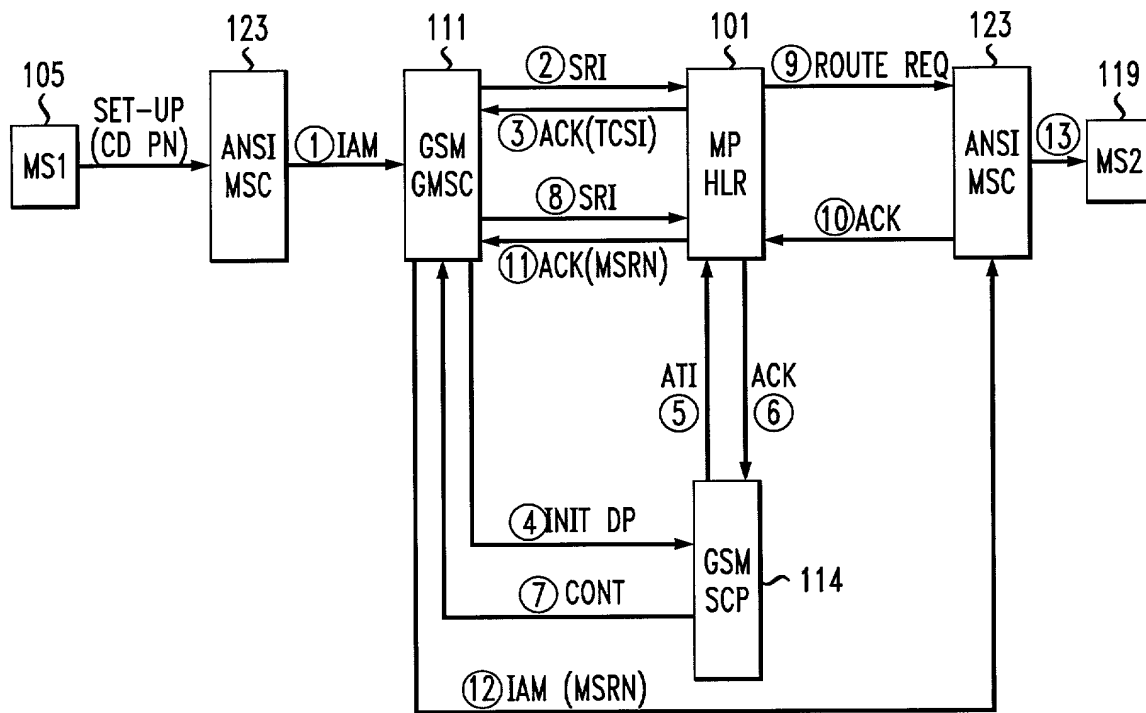 123
111
101
123
105
119
SET-UP
(CD PN)
MS1
ANSI
MSC
① IAM
GSM
GMSC
② SRI
③ ACK(TCSI)
⑧ SRI
⑪ ACK(MSRN)
MP
HLR
⑨ ROUTE REQ
⑩ ACK
ANSI
MSC
⑬
MS2
ATI
⑤
ACK
⑥
④ INIT DP
⑦ CONT
GSM
SCP
114
⑫ IAM (MSRN)